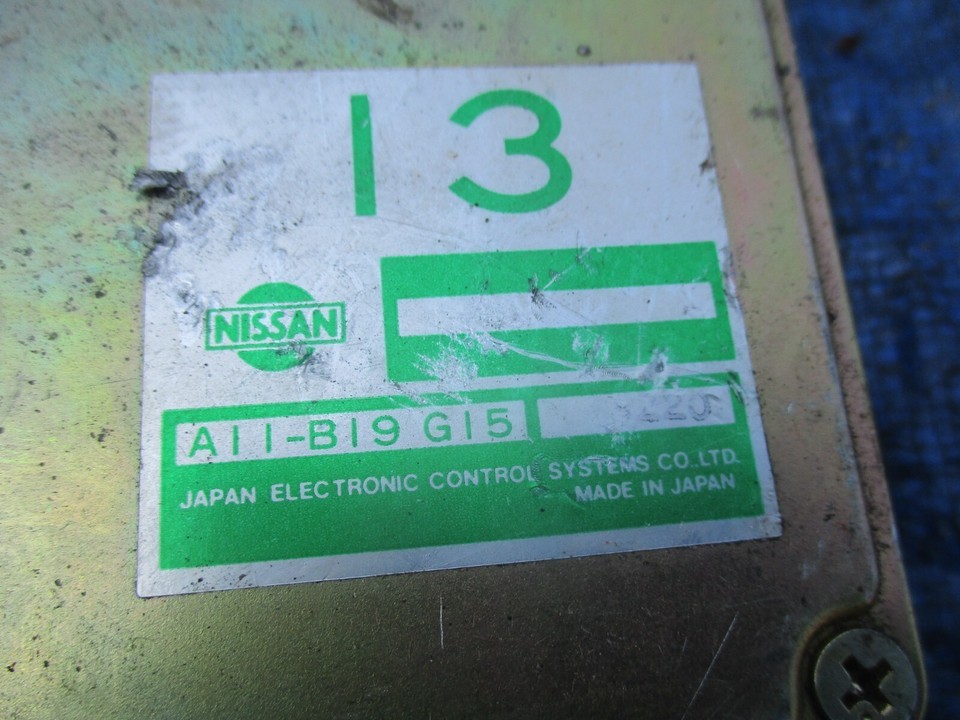 13
NISSAN
A11-B19 G15
JAPAN ELECTRONIC CONTROL SYSTEMS CO.,LTD.
MADE IN JAPAN